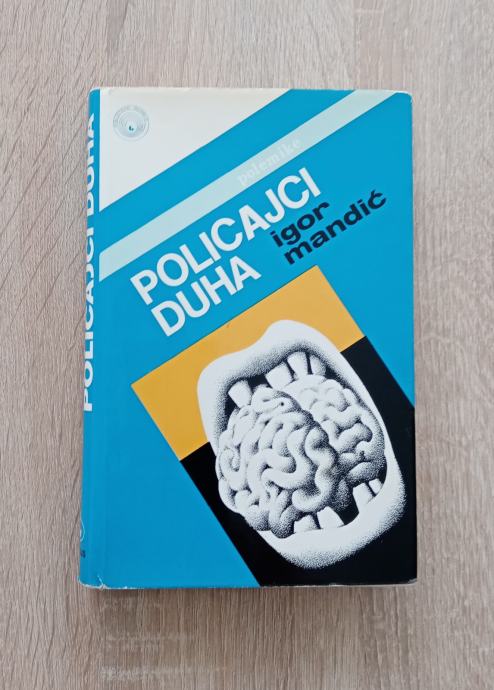 polemike
POLICAJCI
DUHA
igor
mandić
POLICAJCI DUHA